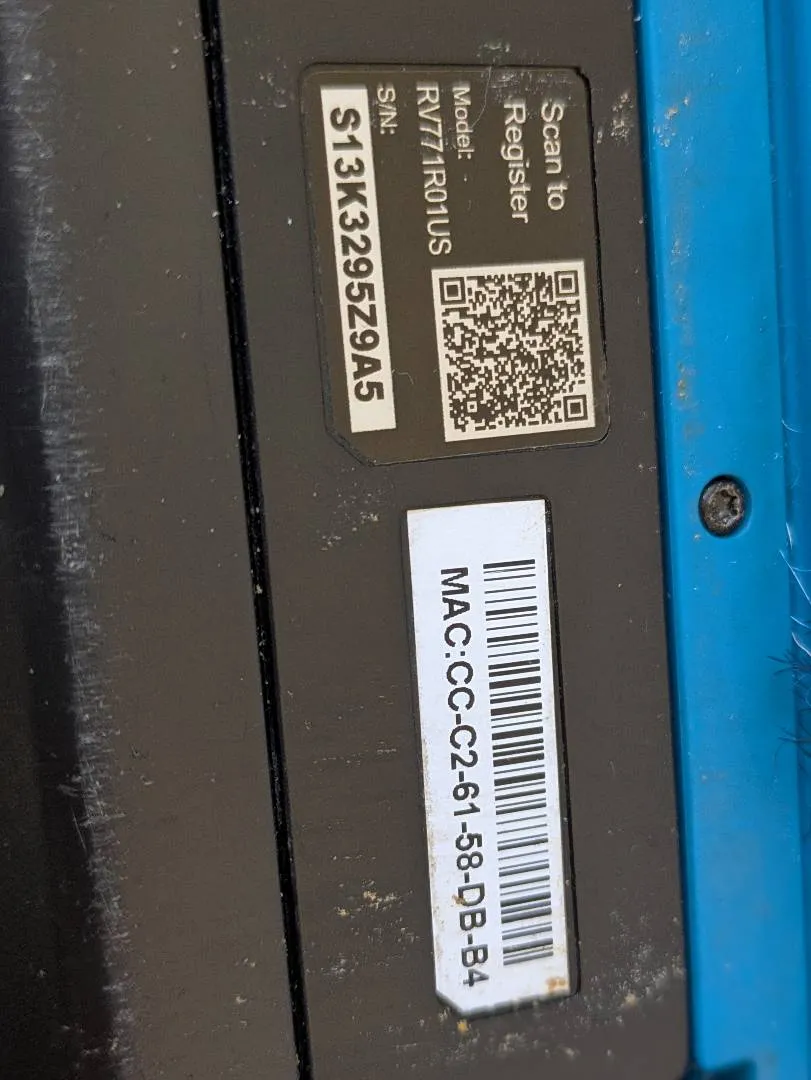 Scan to
Register
Model:
RV771R01US
S/N:
S13K3295Z9A5
MAC:CC-C2-61-58-DB-B4